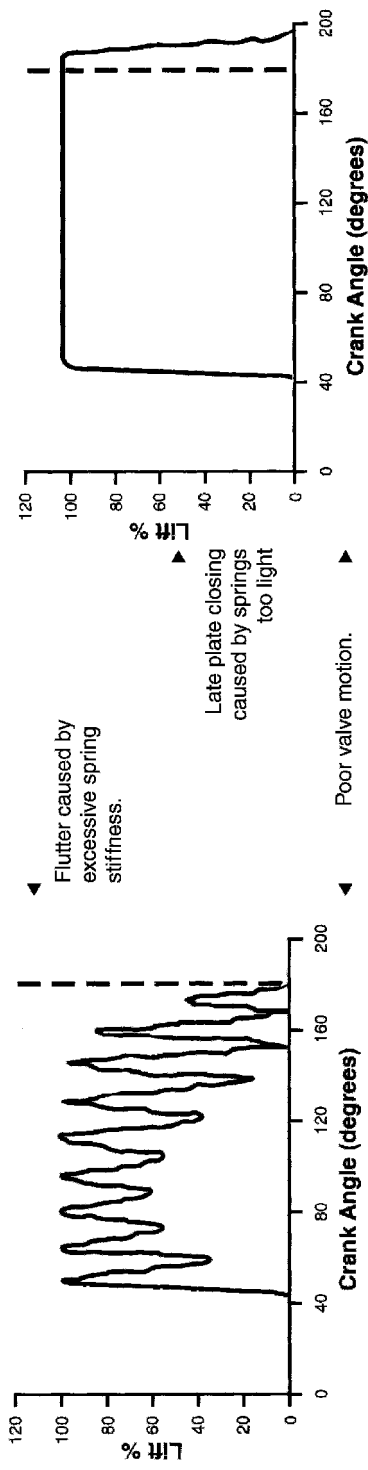 120
100
80
60
40
20
0
Lift %
0
40
80
120
160
200
Crank Angle (degrees)
Flutter caused by
excessive spring
stiffness.
Late plate closing
caused by springs
too light
Poor valve motion.
120
100
80
60
40
20
0
Lift %
0
40
80
120
160
200
Crank Angle (degrees)